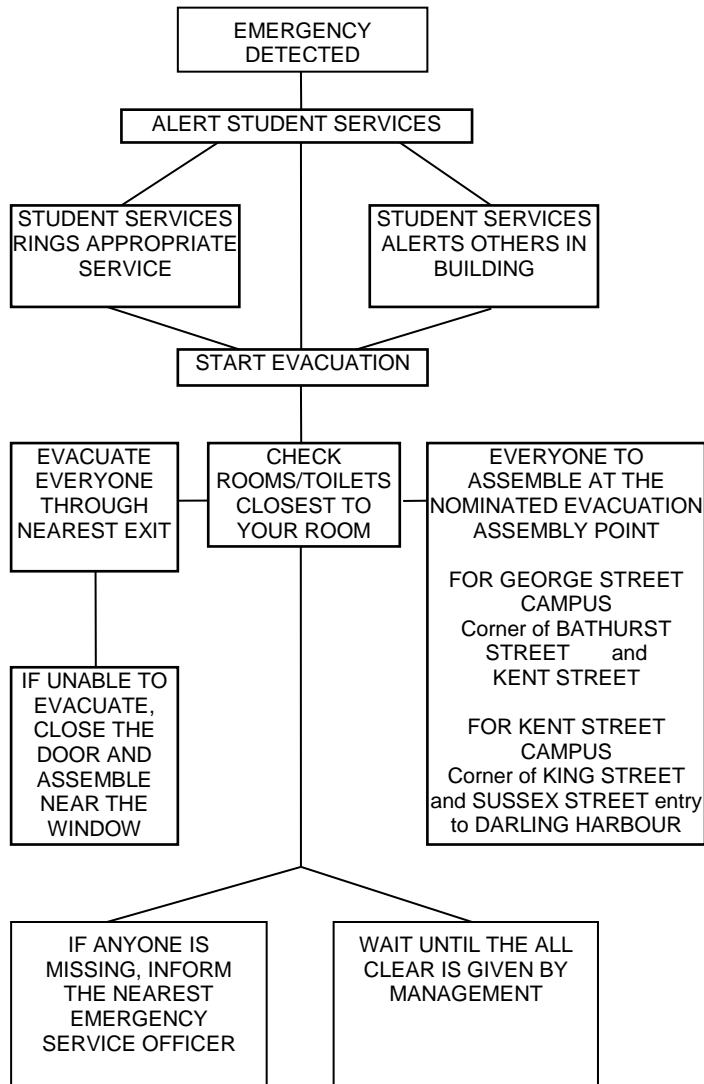 EMERGENCY
DETECTED
ALERT STUDENT SERVICES
STUDENT SERVICES
RINGS APPROPRIATE
SERVICE
STUDENT SERVICES
ALERTS OTHERS IN
BUILDING
START EVACUATION
EVACUATE
EVERYONE
THROUGH
NEAREST EXIT
CHECK
ROOMS/TOILETS
CLOSEST TO
YOUR ROOM
EVERYONE TO
ASSEMBLE AT THE
NOMINATED EVACUATION
ASSEMBLY POINT
FOR GEORGE STREET
CAMPUS
Corner of BATHURST
STREET and
KENT STREET
FOR KENT STREET
CAMPUS
Corner of KING STREET
and SUSSEX STREET entry
to DARLING HARBOUR
IF UNABLE TO
EVACUATE,
CLOSE THE
DOOR AND
ASSEMBLE
NEAR THE
WINDOW
IF ANYONE IS
MISSING, INFORM
THE NEAREST
EMERGENCY
SERVICE OFFICER
WAIT UNTIL THE ALL
CLEAR IS GIVEN BY
MANAGEMENT